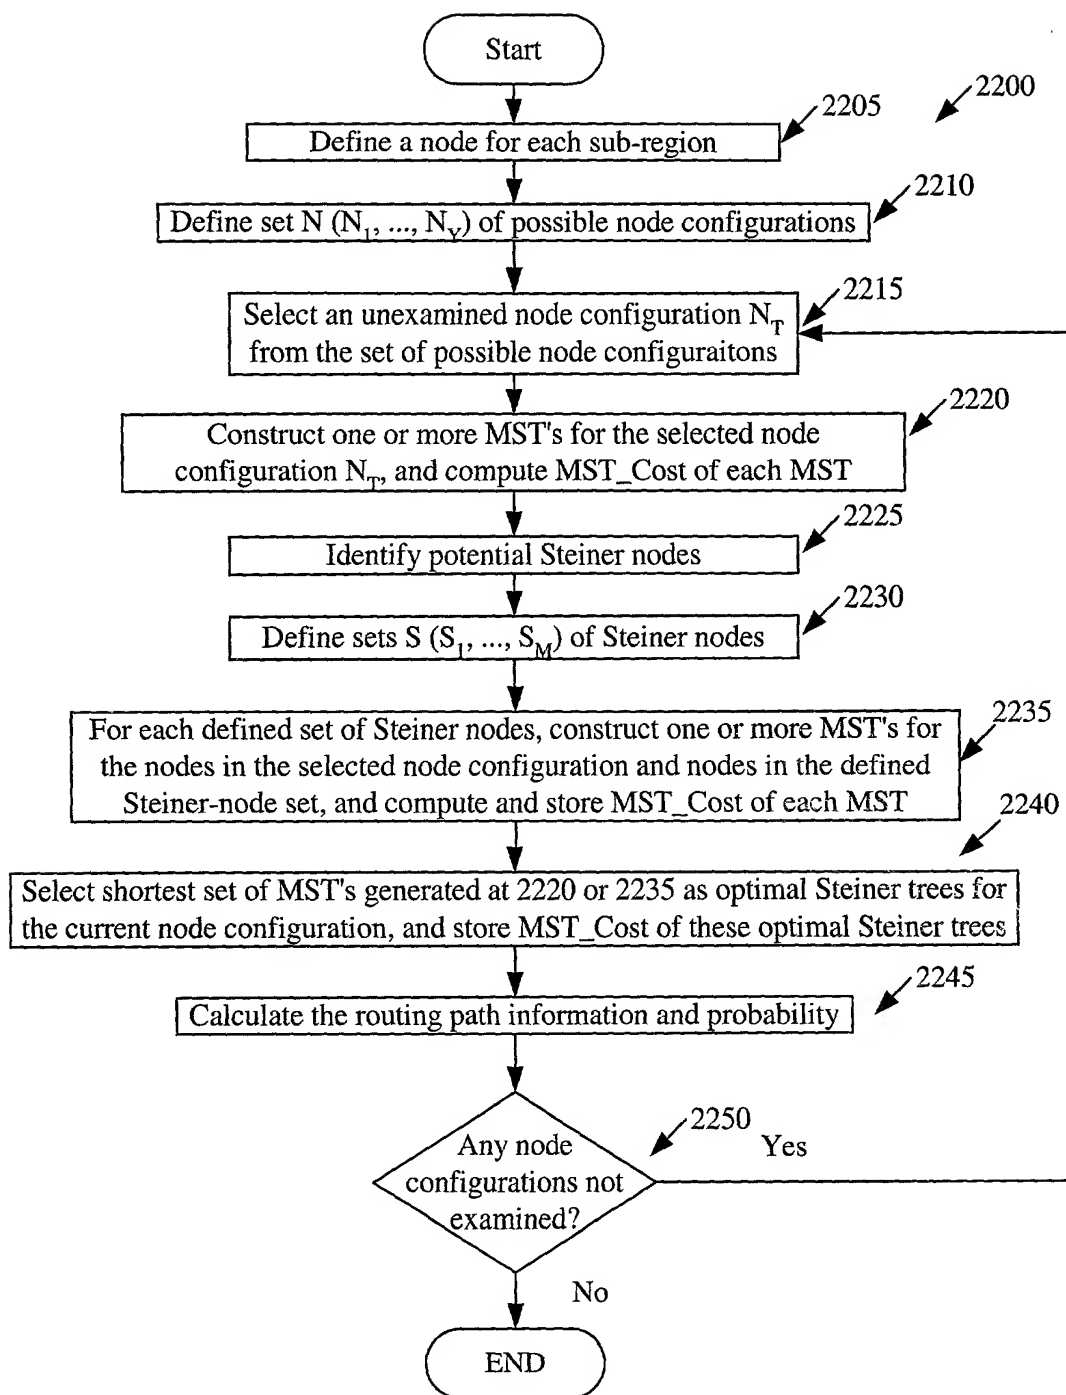 Start
2200
2205
Define a node for each sub-region
2210
Define set N (N1, ..., NY) of possible node configurations
2215
Select an unexamined node configuration NT
from the set of possible node configuraitons
2220
Construct one or more MST's for the selected node
configuration NT, and compute MST_Cost of each MST
2225
Identify potential Steiner nodes
2230
Define sets S (S1, ..., SM) of Steiner nodes
2235
For each defined set of Steiner nodes, construct one or more MST's for
the nodes in the selected node configuration and nodes in the defined
Steiner-node set, and compute and store MST_Cost of each MST
2240
Select shortest set of MST's generated at 2220 or 2235 as optimal Steiner trees for
the current node configuration, and store MST_Cost of these optimal Steiner trees
2245
Calculate the routing path information and probability
2250
Any node
configurations not
examined?
Yes
No
END